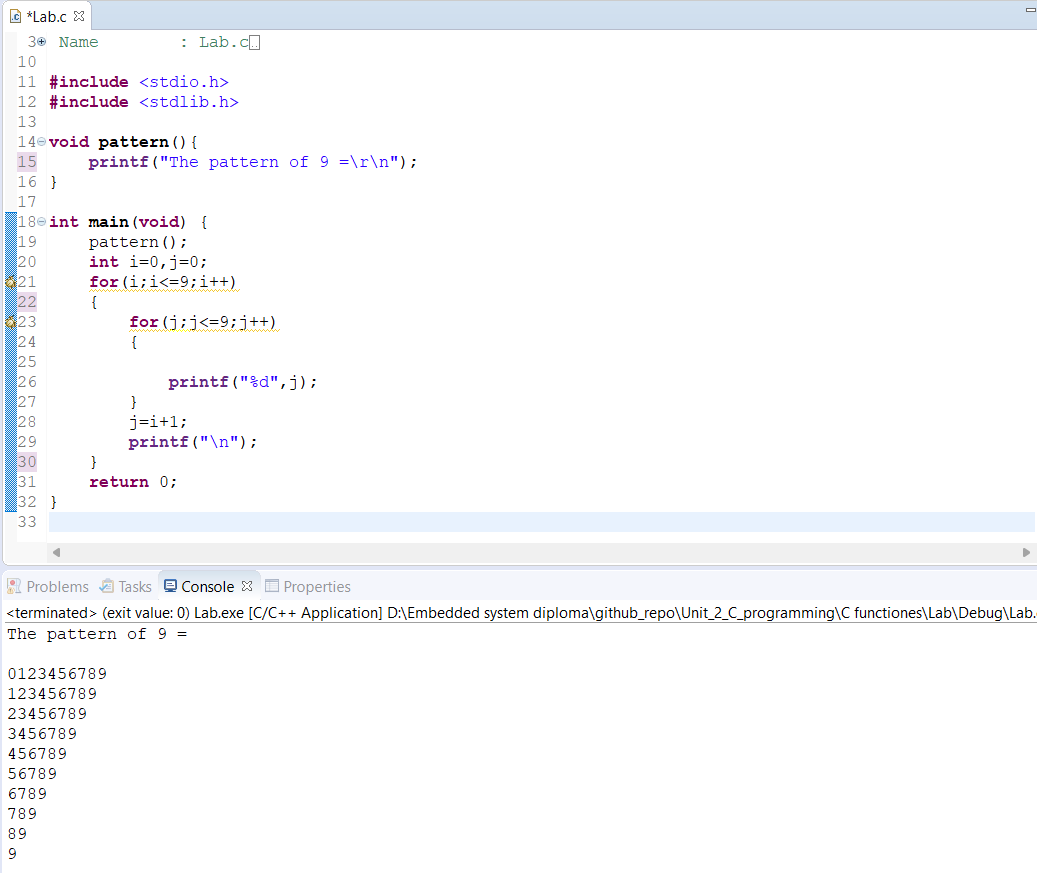 *Lab.c
3 Name        : Lab.c
10
11 #include <stdio.h>
12 #include <stdlib.h>
13
14 void pattern(){
15     printf("The pattern of 9 =\r\n");
16 }
17
18 int main(void) {
19     pattern();
20     int i=0,j=0;
21     for(i;i<=9;i++)
22     {
23         for(j;j<=9;j++)
24         {
25
26             printf("%d",j);
27         }
28         j=i+1;
29         printf("\n");
30     }
31     return 0;
32 }
33
Problems Tasks Console Properties
<terminated> (exit value: 0) Lab.exe [C/C++ Application] D:\Embedded system diploma\github_repo\Unit_2_C_programming\C functiones\Lab\Debug\Lab.
The pattern of 9 =
0123456789
123456789
23456789
3456789
456789
56789
6789
789
89
9